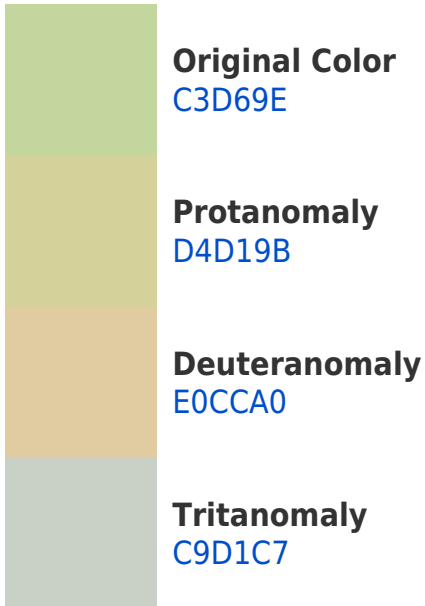 Original Color
C3D69E
Protanomaly
D4D19B
Deuteranomaly
E0CCA0
Tritanomaly
C9D1C7